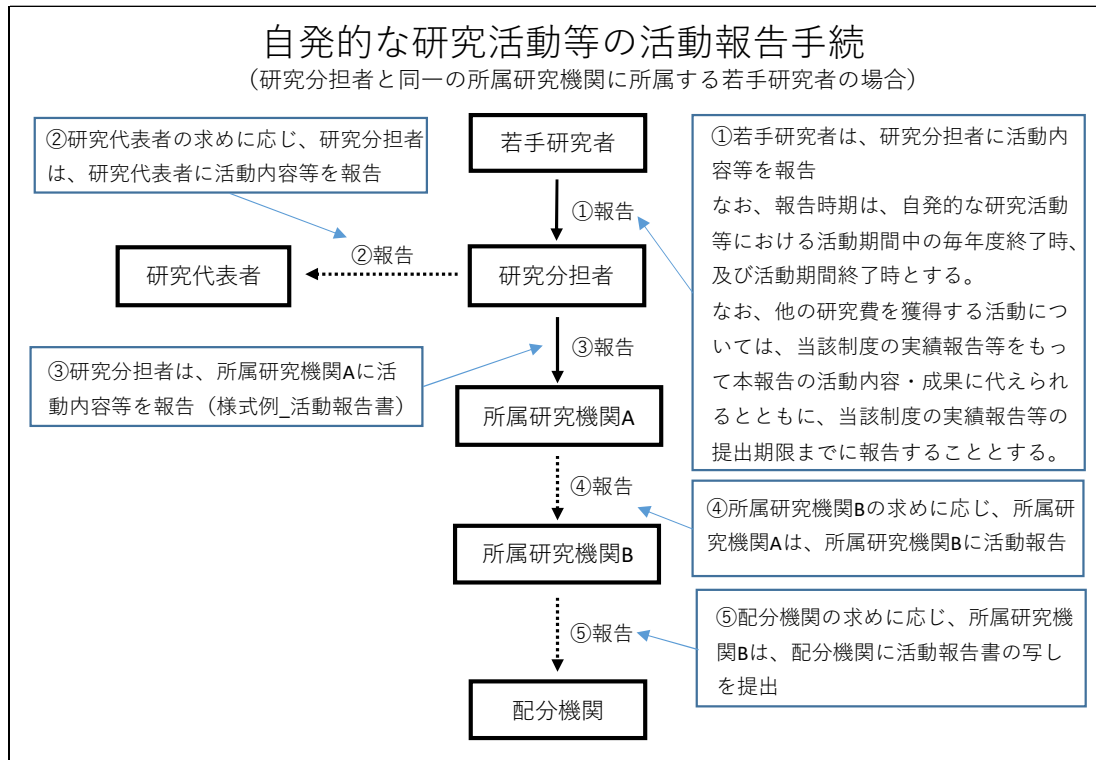 自発的な研究活動等の活動報告手続
（研究分担者と同一の所属研究機関に所属する若手研究者の場合）
②研究代表者の求めに応じ、研究分担者
は、研究代表者に活動内容等を報告
若手研究者
①若手研究者は、研究分担者に活動内
容等を報告
なお、報告時期は、自発的な研究活動
等における活動期間中の毎年度終了時、
及び活動期間終了時とする。
なお、他の研究費を獲得する活動につ
いては、当該制度の実績報告等をもっ
て本報告の活動内容・成果に代えられ
るとともに、当該制度の実績報告等の
提出期限までに報告することとする。
①報告
②報告
研究代表者
研究分担者
③報告
③研究分担者は、所属研究機関Aに活
動内容等を報告（様式例_活動報告書）
所属研究機関A
④報告
④所属研究機関Bの求めに応じ、所属研
究機関Aは、所属研究機関Bに活動報告
所属研究機関B
⑤報告
⑤配分機関の求めに応じ、所属研究機
関Bは、配分機関に活動報告書の写し
を提出
配分機関